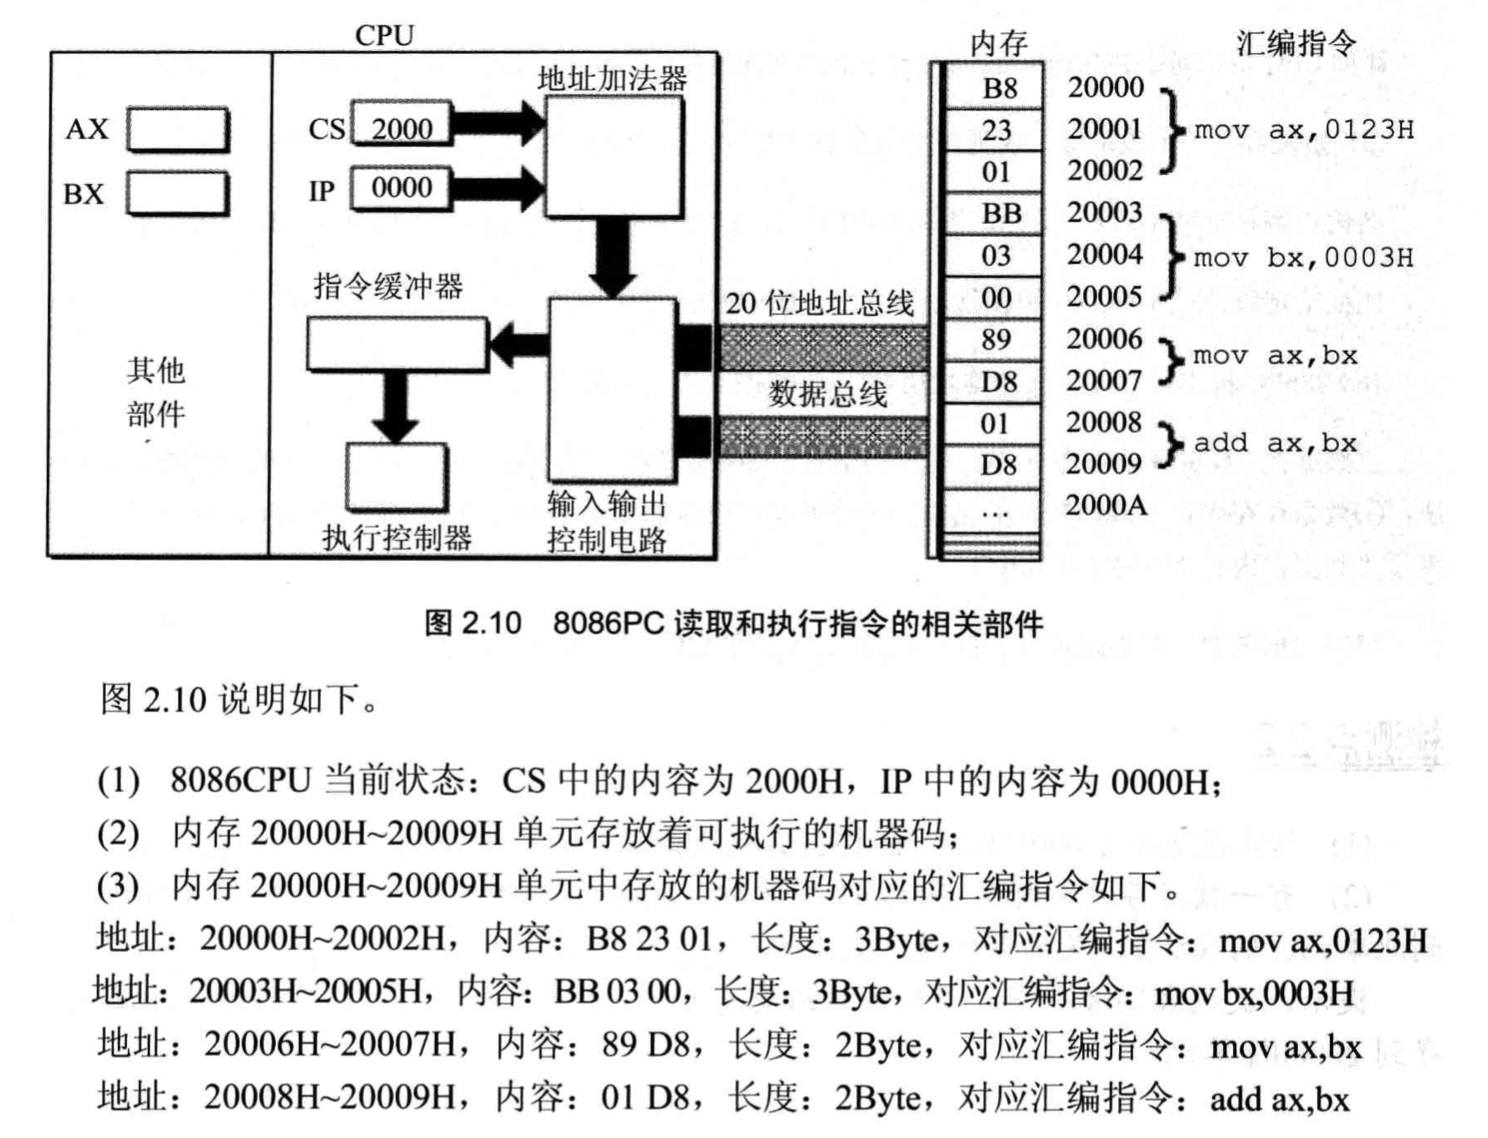 CPU
内存
汇编指令
地址加法器
AX
CS 2000
BX
IP 0000
指令缓冲器
其他
部件
执行控制器
输入输出
控制电路
20 位地址总线
数据总线
B8 20000
23 20001 mov ax,0123H
01 20002
BB 20003
03 20004 mov bx,0003H
00 20005
89 20006
mov ax,bx
D8 20007
01 20008
add ax,bx
D8 20009
… 2000A
图 2.10 8086PC 读取和执行指令的相关部件
图 2.10 说明如下。
(1) 8086CPU 当前状态：CS 中的内容为 2000H，IP 中的内容为 0000H；
(2) 内存 20000H~20009H 单元存放着可执行的机器码；
(3) 内存 20000H~20009H 单元中存放的机器码对应的汇编指令如下。
地址：20000H~20002H，内容：B8 23 01，长度：3Byte，对应汇编指令：mov ax,0123H
地址：20003H~20005H，内容：BB 03 00，长度：3Byte，对应汇编指令：mov bx,0003H
地址：20006H~20007H，内容：89 D8，长度：2Byte，对应汇编指令：mov ax,bx
地址：20008H~20009H，内容：01 D8，长度：2Byte，对应汇编指令：add ax,bx